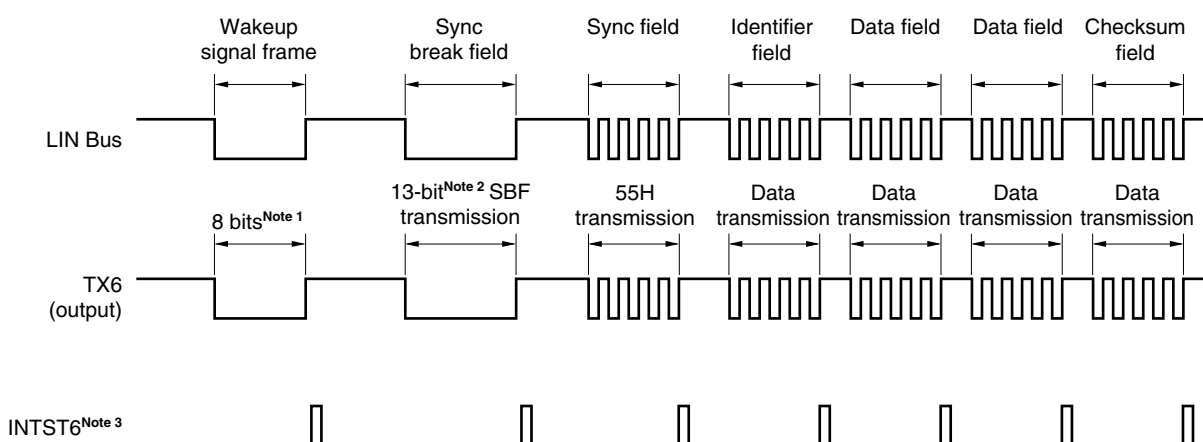 Wakeup
signal frame
Sync
break field
Sync field
Identifier
field
Data field
Data field
Checksum
field
LIN Bus
8 bitsNote 1
13-bitNote 2 SBF
transmission
55H
transmission
Data
transmission
Data
transmission
Data
transmission
Data
transmission
TX6
(output)
INTST6Note 3